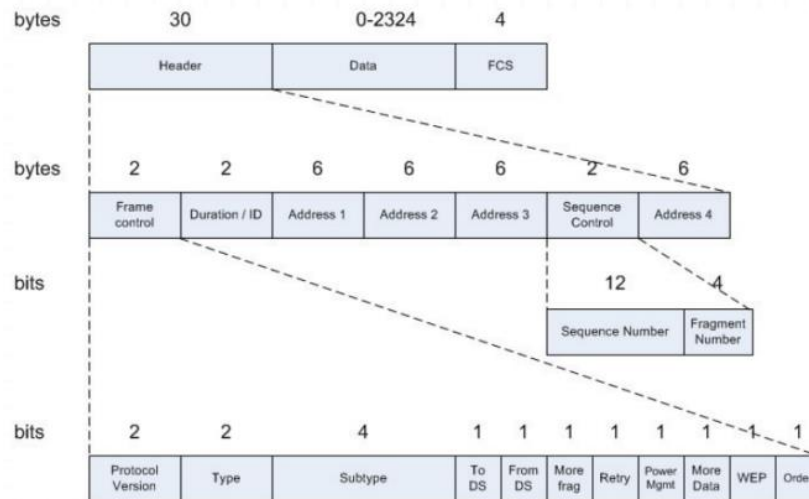 bytes 30 0-2324 4
Header Data FCS
bytes 2 2 6 6 6 2 6
Frame control Duration / ID Address 1 Address 2 Address 3 Sequence Control Address 4
bits 12 4
Sequence Number Fragment Number
bits 2 2 4 1 1 1 1 1 1 1 1
Protocol Version Type Subtype To DS From DS More frag Retry Power Mgmt More Data WEP Orde